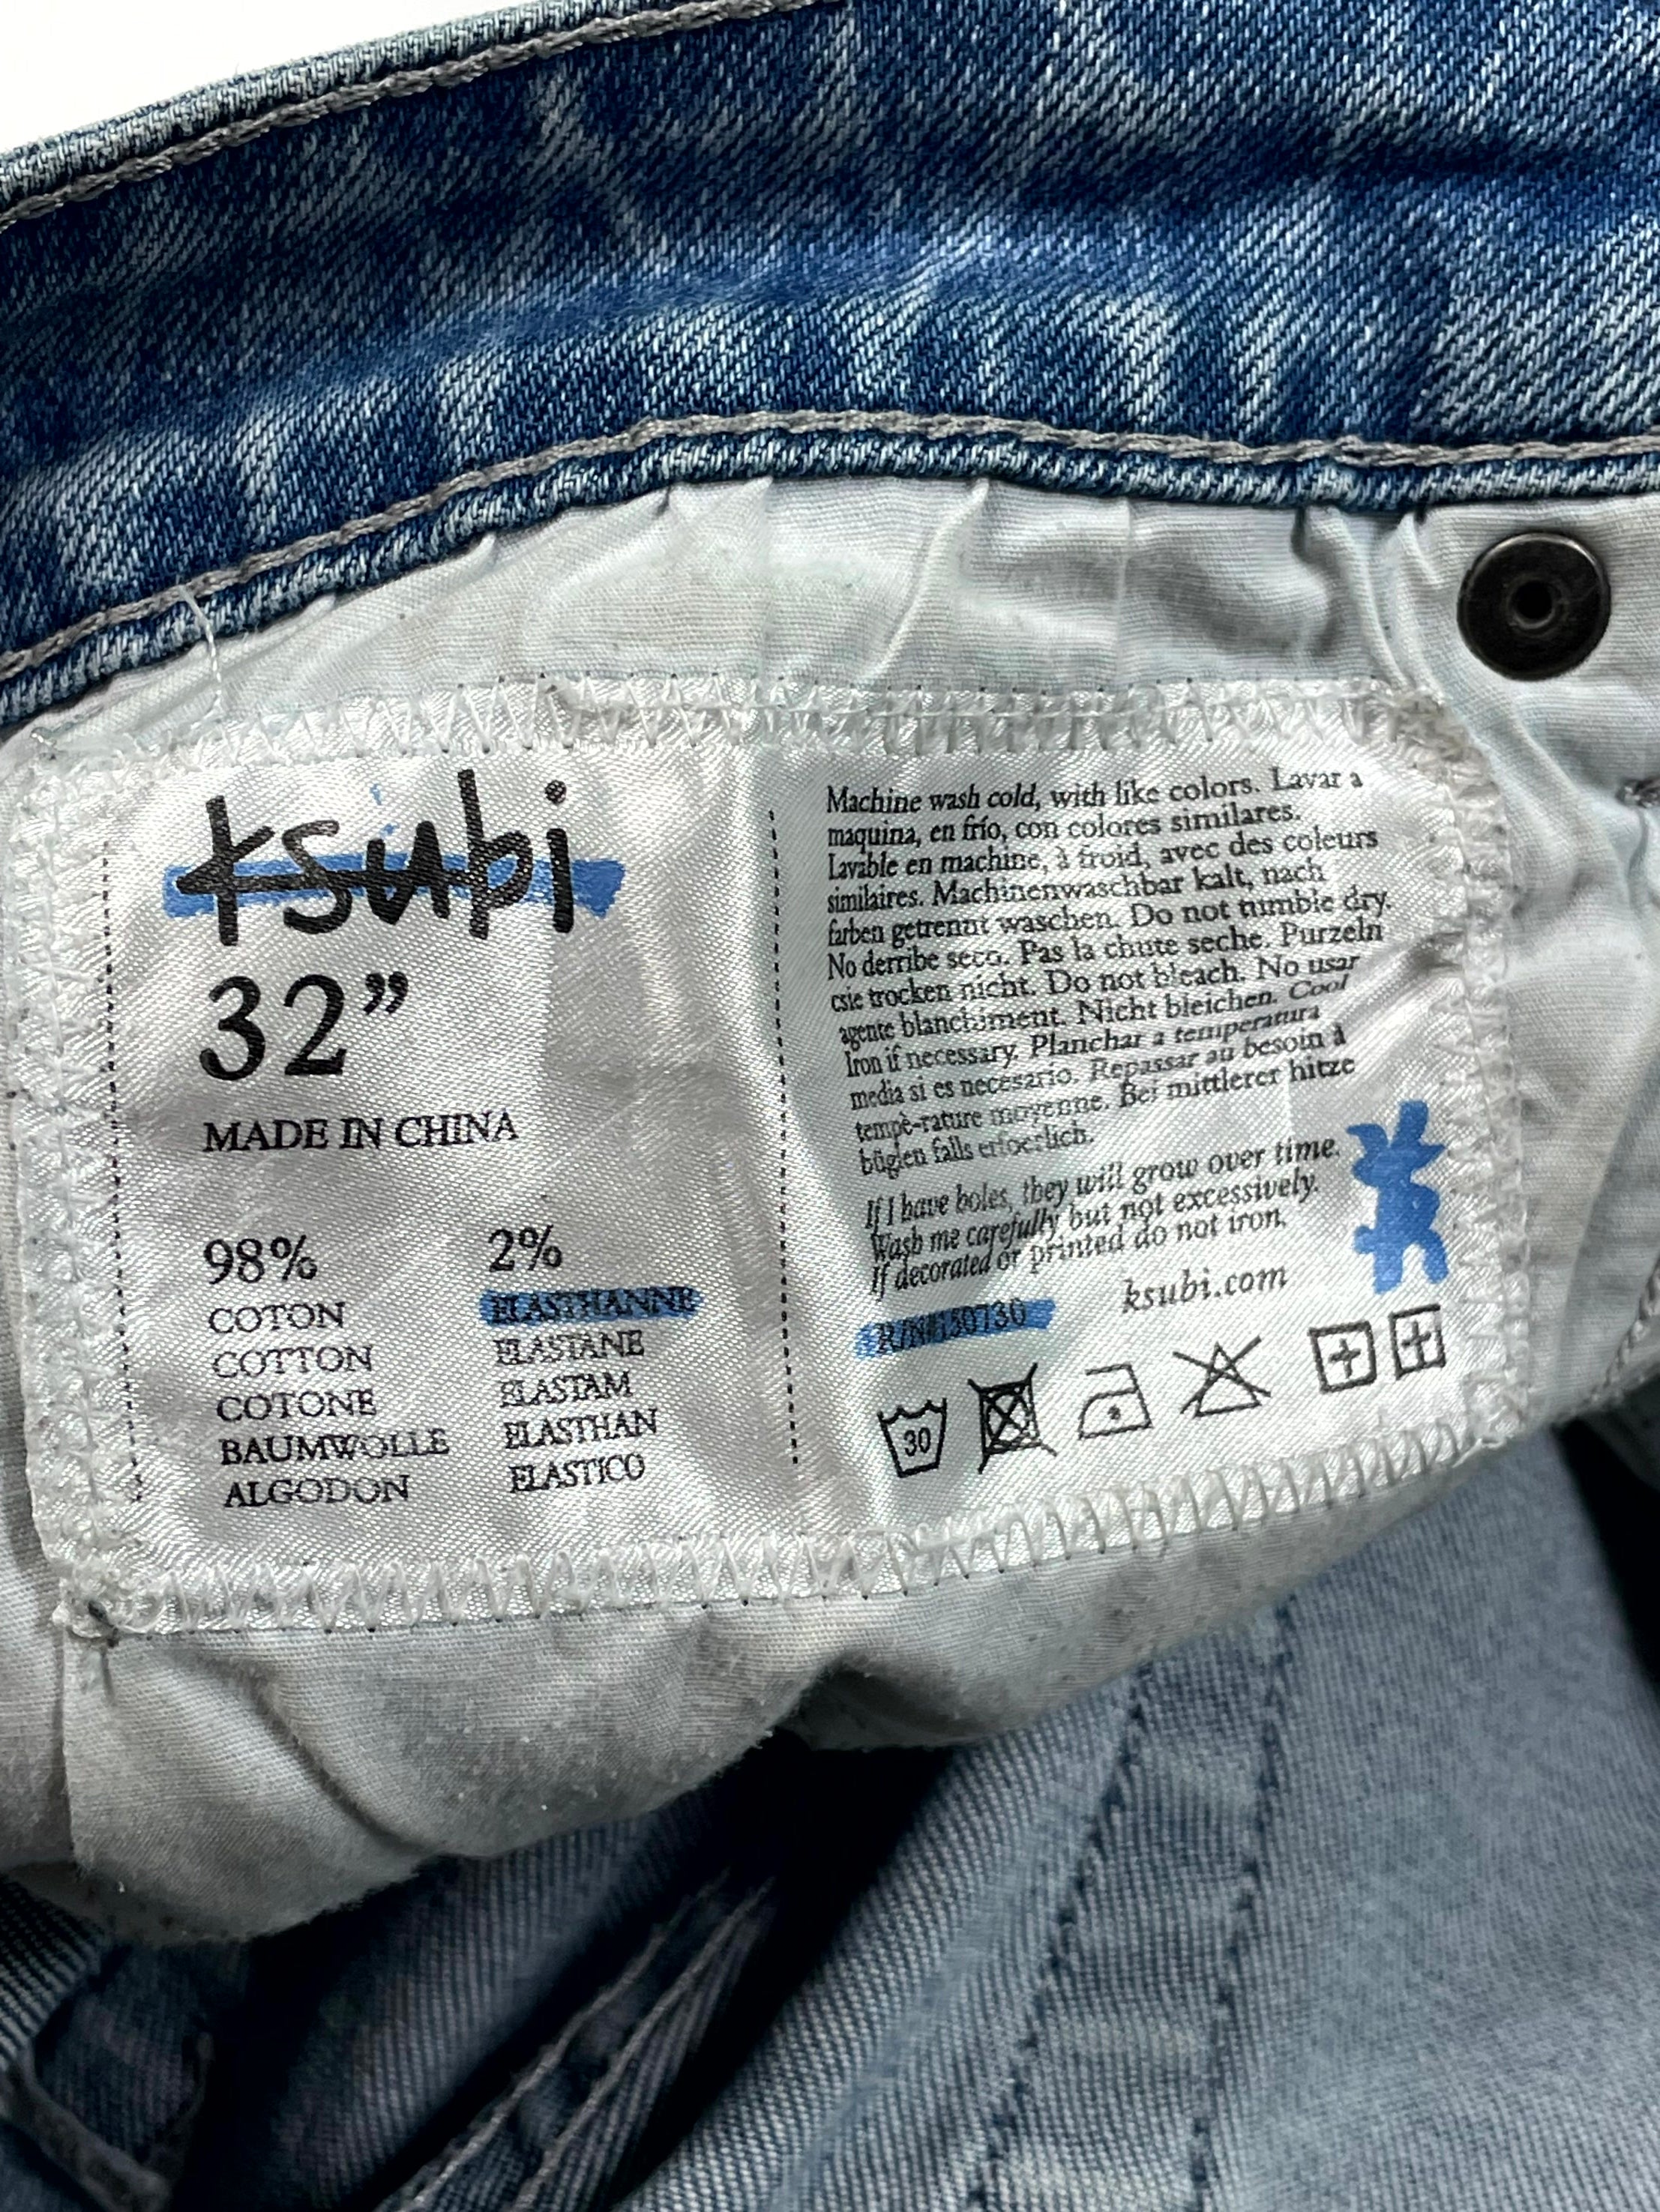 ksubi
32”
MADE IN CHINA
98%
COTON
COTTON
COTONE
BAUMWOLLE
ALGODON
2%
ELASTHANNE
ELASTANE
ELASTAM
ELASTHAN
ELASTICO
Machine wash cold, with like colors. Lavar a
maquina, en frío, con colores similares.
Lavable en machine, à froid, avec des coleurs
similaires. Machinenwaschbar kalt, nach
farben getrennt waschen. Do not tumble dry.
No derribe seco. Pas la chute seche. Purzeln
csie trocken nicht. Do not bleach. No usar
agente blanchiment. Nicht bleichen. Cool
Iron if necessary. Planchar a temperatura
media si es necesario. Repassar au besoin à
tempè-rature moyenne. Bei mittlerer hitze
büglen falls erfoerlich.
If I have holes, they will grow over time.
Wash me carefully but not excessively.
If decorated or printed do not iron.
ksubi.com
30